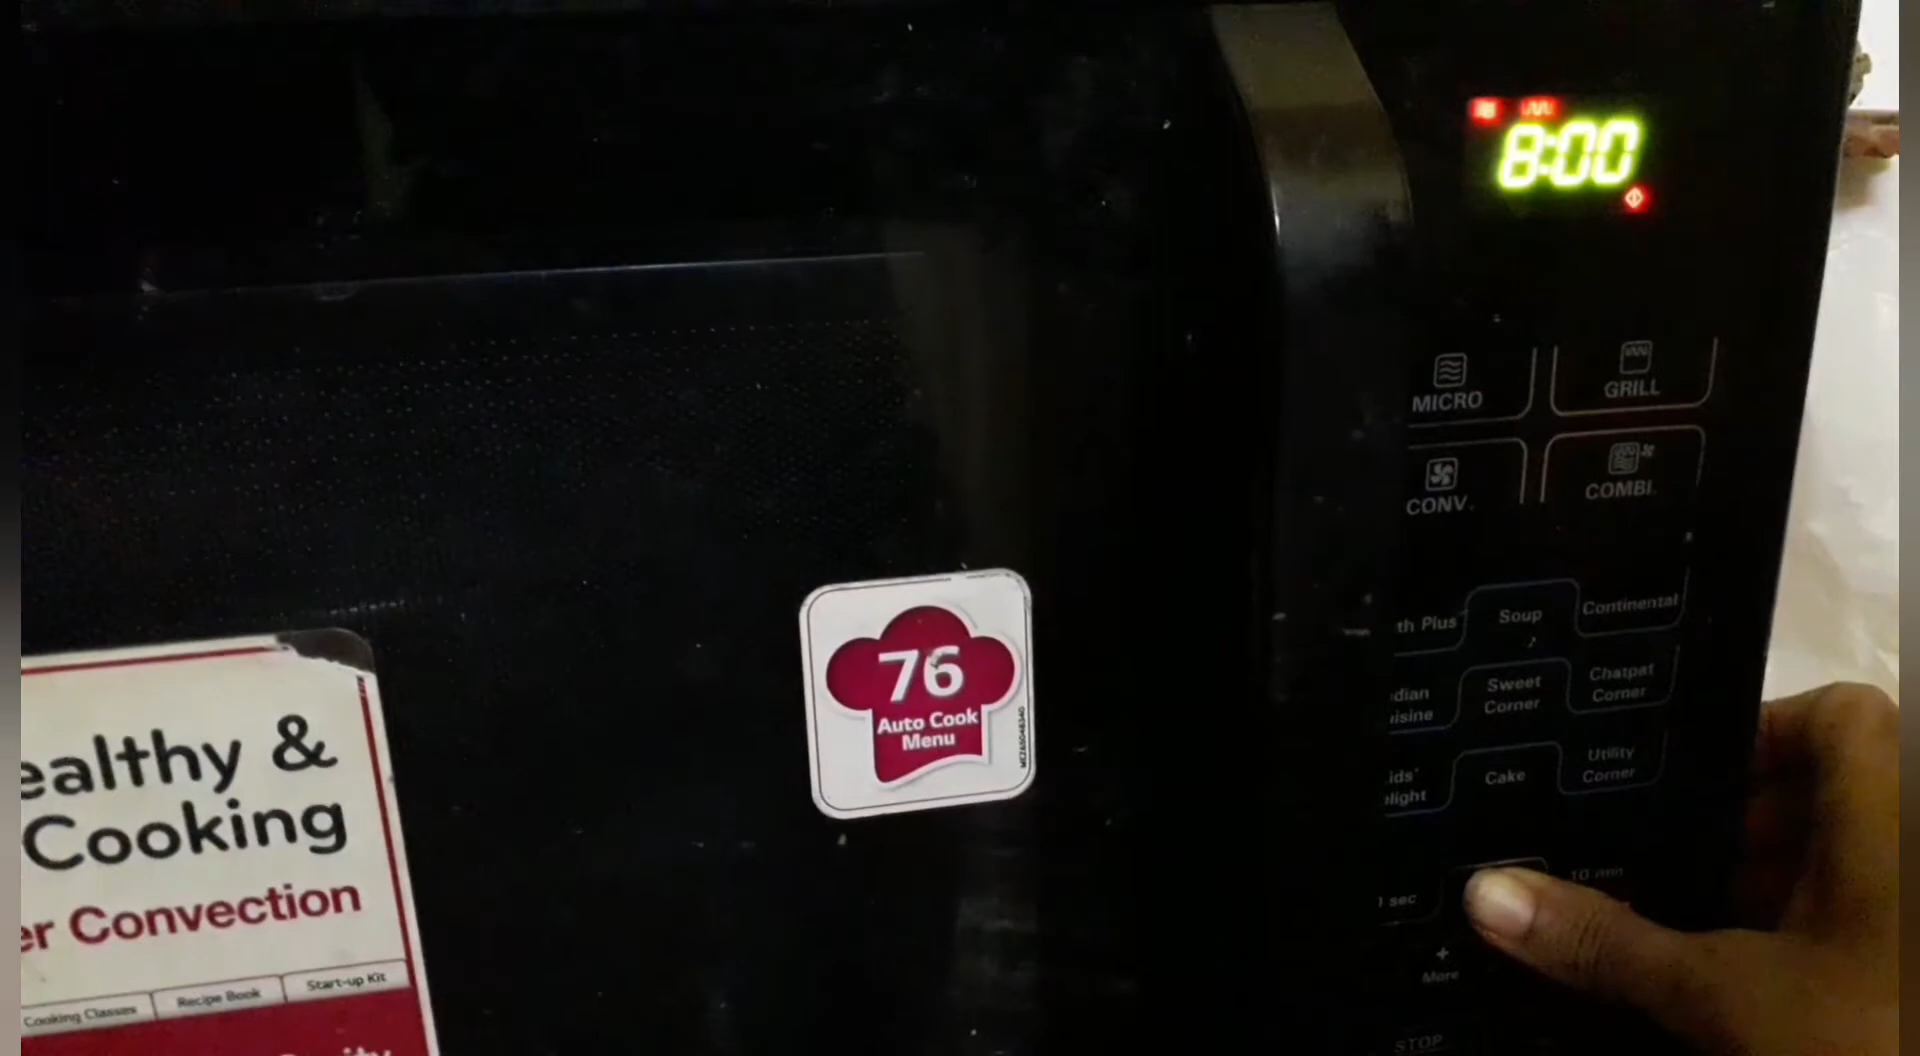 8:00
MICRO
GRILL
CONV.
COMBI.
th Plus
Soup
Continental
dian
isine
Sweet
Corner
Chatpat
Corner
ids'
light
Cake
Utility
Corner
sec
10 min
+
More
STOP
76
Auto Cook
Menu
ealthy &
Cooking
er Convection
Cooking Classes
Recipe Book
Start-up Kit